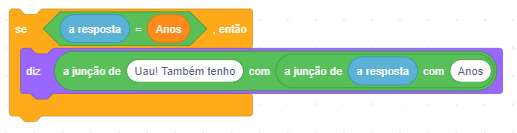 se a resposta = Anos , então
diz a junção de Uau! Também tenho com a junção de a resposta com Anos